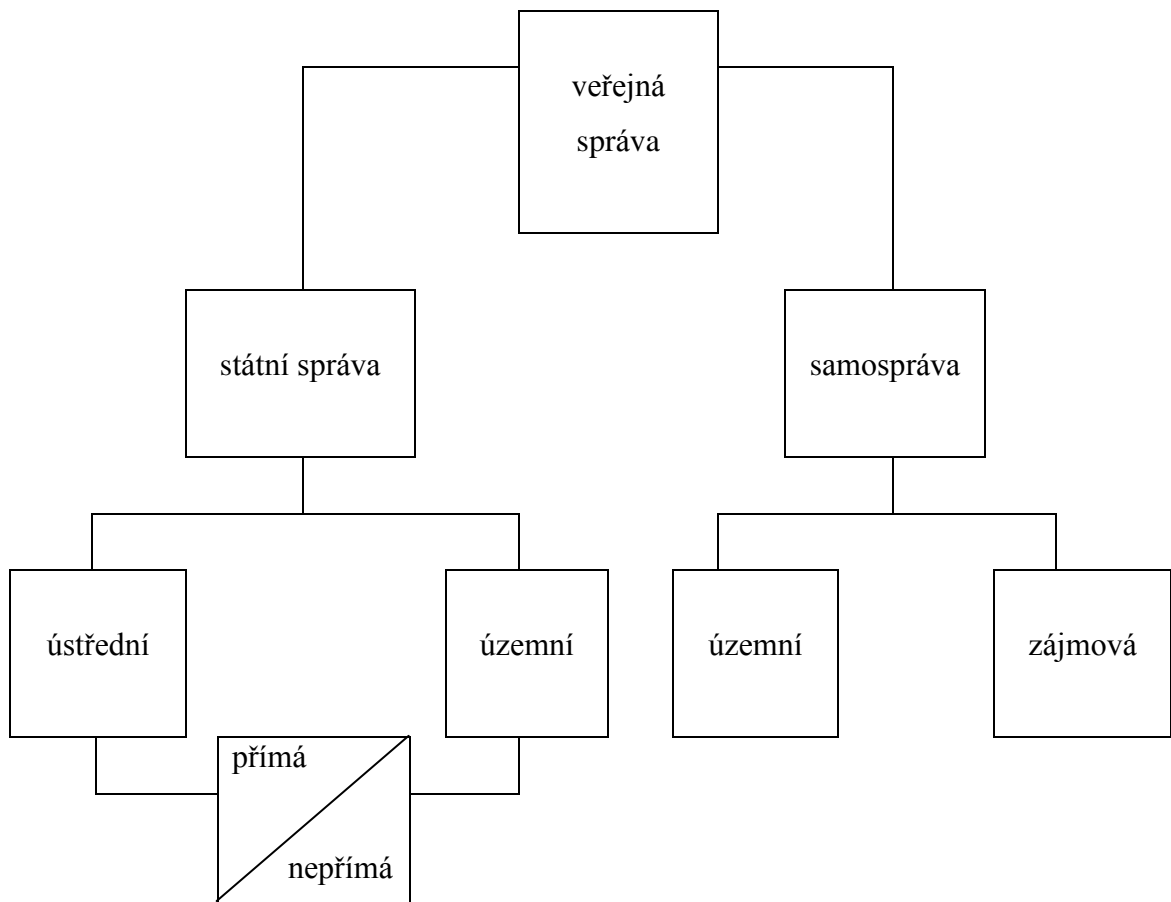 veřejná
správa
státní správa
samospráva
ústřední
územní
územní
zájmová
přímá
nepřímá